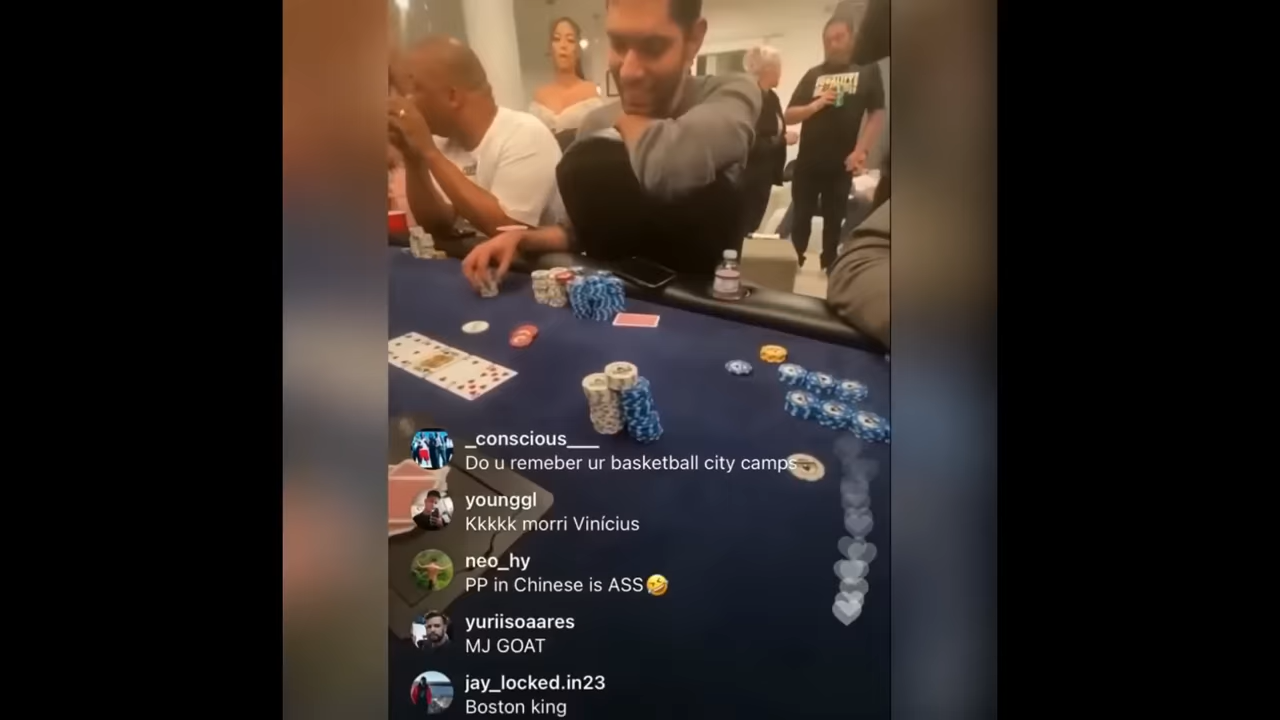 _conscious___
Do u remeber ur basketball city camps
younggl
Kkkkk morri Vinícius
neo_hy
PP in Chinese is ASS🤣
yuriisoaares
MJ GOAT
jay_locked.in23
Boston king